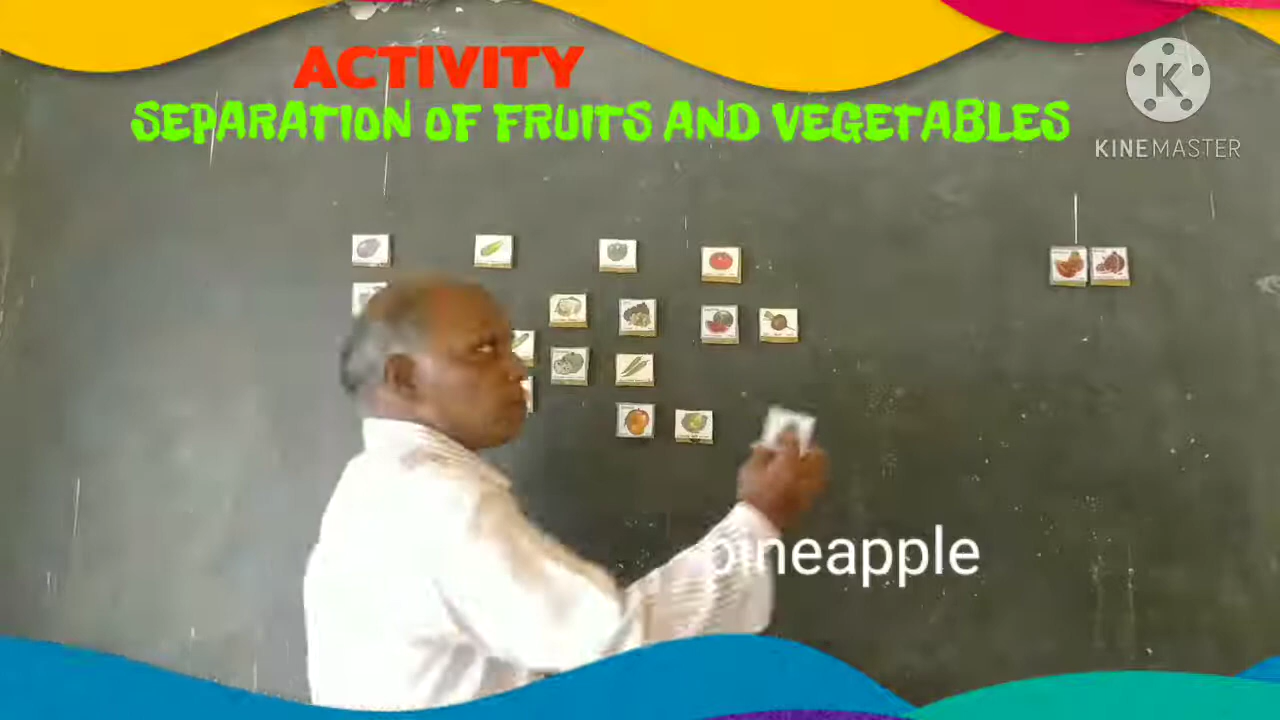 ACTIVITY
SEPARATION OF FRUITS AND VEGETABLES
K
KINEMASTER
pineapple